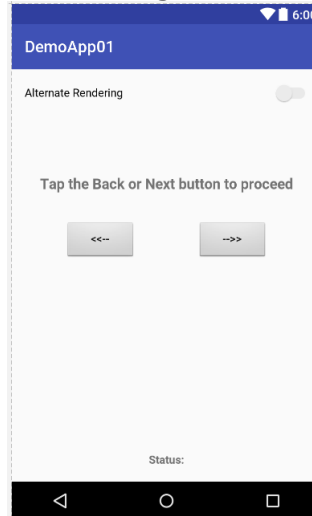 6:00
DemoApp01
Alternate Rendering
Tap the Back or Next button to proceed
<<-- -->>
Status: